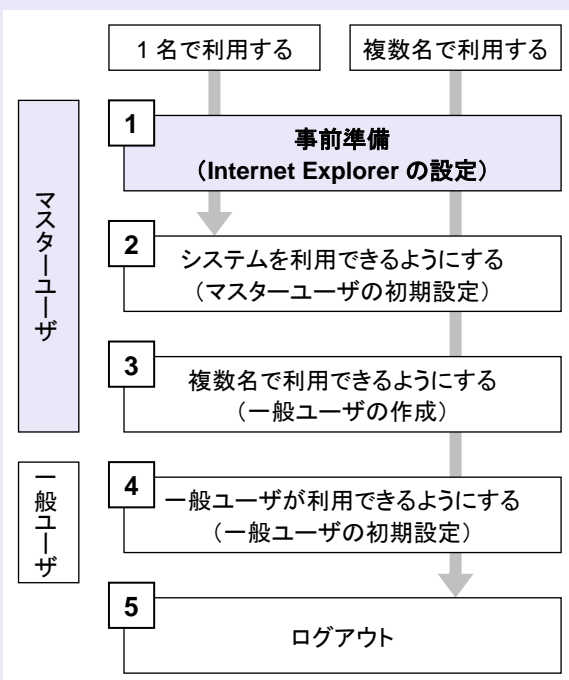 1 名で利用する
複数名で利用する
マスターユーザ
1
事前準備
（Internet Explorer の設定）
2
システムを利用できるようにする
（マスターユーザの初期設定）
3
複数名で利用できるようにする
（一般ユーザの作成）
一般ユーザ
4
一般ユーザが利用できるようにする
（一般ユーザの初期設定）
5
ログアウト